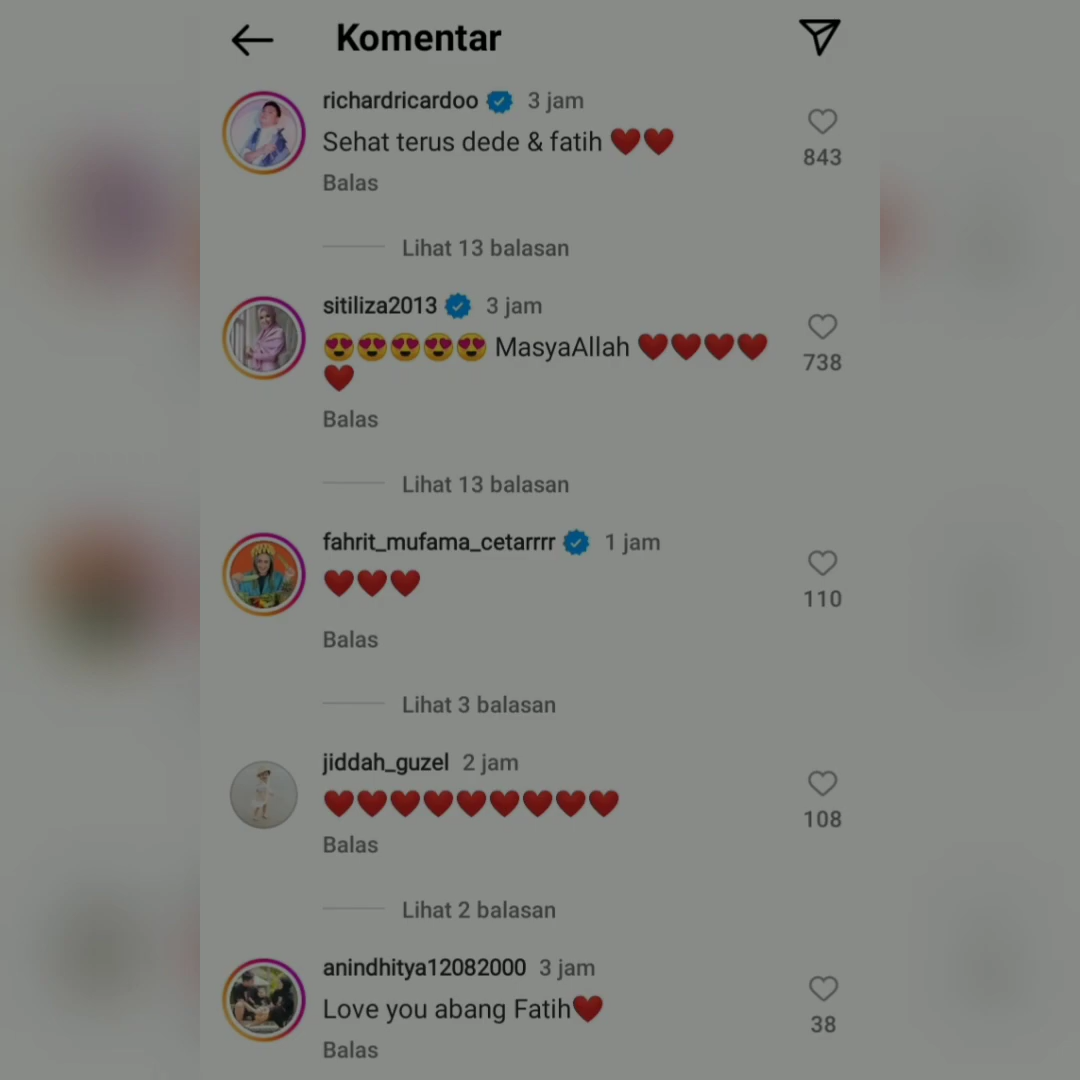 Komentar
richardricardoo 3 jam
Sehat terus dede & fatih ❤️❤️
843
Balas
Lihat 13 balasan
sitiliza2013 3 jam
😍😍😍😍😍 MasyaAllah ❤️❤️❤️❤️
❤️
738
Balas
Lihat 13 balasan
fahrit_mufama_cetarrrr 1 jam
❤️❤️❤️
110
Balas
Lihat 3 balasan
jiddah_guzel 2 jam
❤️❤️❤️❤️❤️❤️❤️❤️❤️
108
Balas
Lihat 2 balasan
anindhitya12082000 3 jam
Love you abang Fatih❤️
38
Balas